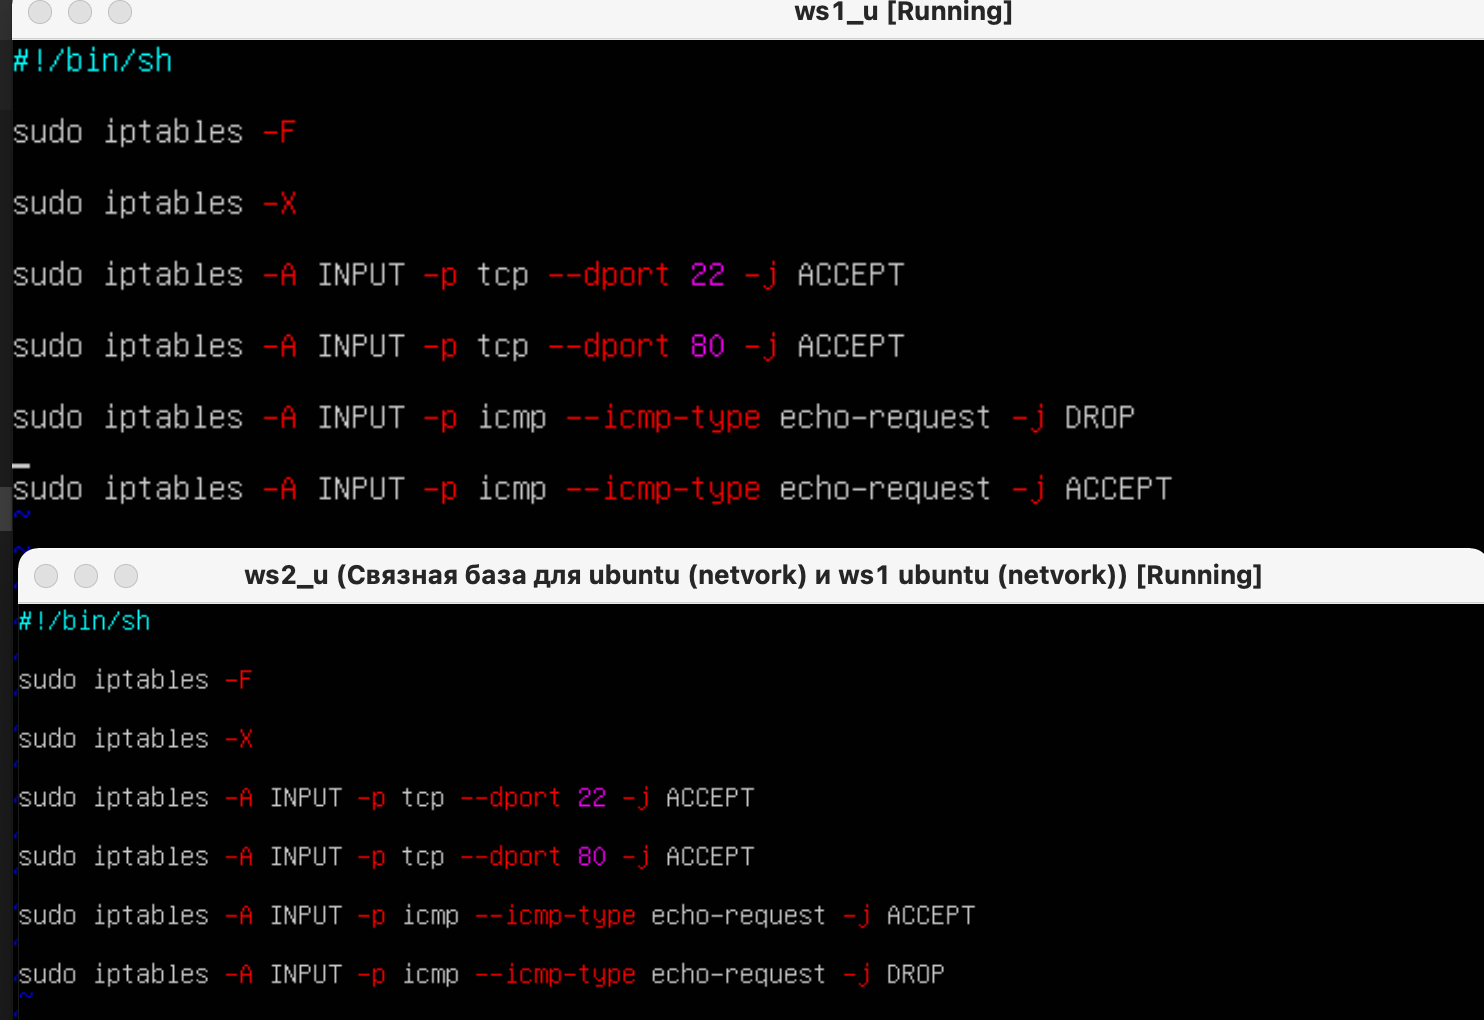 ws1_u [Running]
#!/bin/sh
sudo iptables -F
sudo iptables -X
sudo iptables -A INPUT -p tcp --dport 22 -j ACCEPT
sudo iptables -A INPUT -p tcp --dport 80 -j ACCEPT
sudo iptables -A INPUT -p icmp --icmp-type echo-request -j DROP
sudo iptables -A INPUT -p icmp --icmp-type echo-request -j ACCEPT
~
~
ws2_u (Связная база для ubuntu (netvork) и ws1 ubuntu (netvork)) [Running]
#!/bin/sh
sudo iptables -F
sudo iptables -X
sudo iptables -A INPUT -p tcp --dport 22 -j ACCEPT
sudo iptables -A INPUT -p tcp --dport 80 -j ACCEPT
sudo iptables -A INPUT -p icmp --icmp-type echo-request -j ACCEPT
sudo iptables -A INPUT -p icmp --icmp-type echo-request -j DROP
~